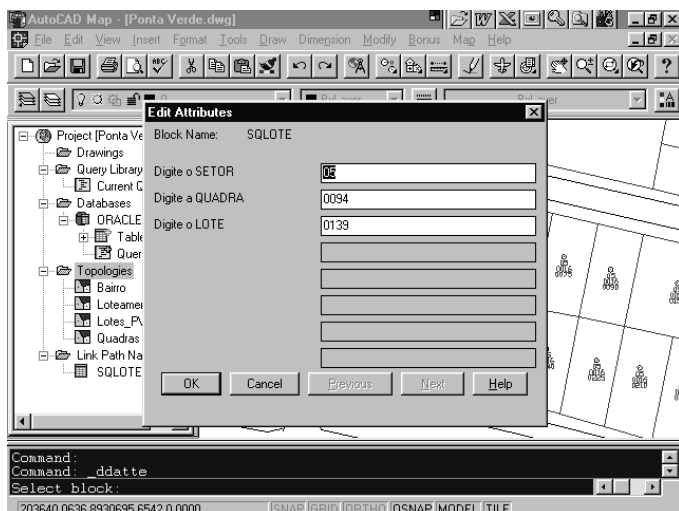 AutoCAD Map - [Ponta Verde.dwg]
File Edit View Insert Format Tools Draw Dimension Modify Bonus Map Help
Edit Attributes
Block Name: SQLOTE
Digite o SETOR 05
Digite a QUADRA 0094
Digite o LOTE 0139
OK Cancel Previous Next Help
Project [Ponta Ve
Drawings
Query Library
Current Q
Databases
ORACLE
Table
Quer
Topologies
Bairro
Loteamer
Lotes_P
Quadras
Link Path Na
SQLOTE
Command:
Command: _ddatte
Select block:
203640.0636,8930695.6542,0.0000 SNAP GRID ORTHO OSNAP MODEL TILE